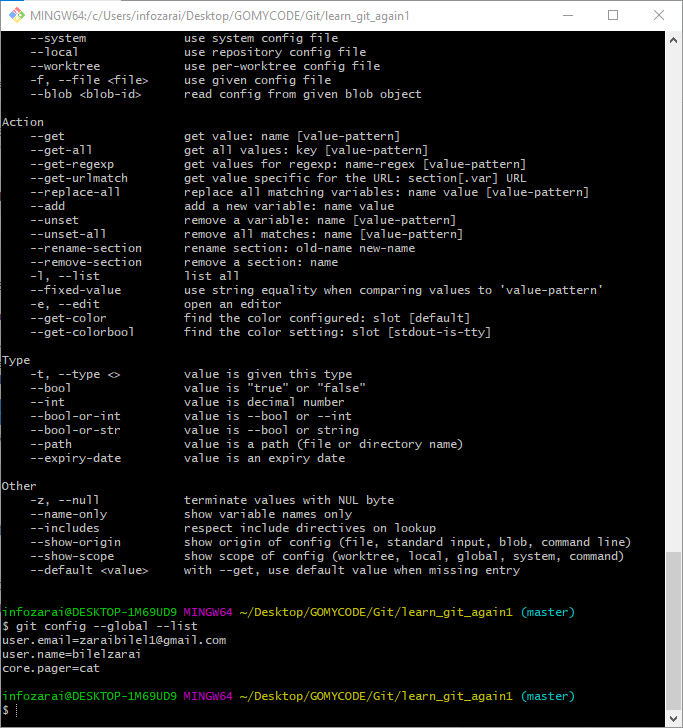 MINGW64:/c/Users/infozarai/Desktop/GOMYCODE/Git/learn_git_again1
--system use system config file
--local use repository config file
--worktree use per-worktree config file
-f, --file <file> use given config file
--blob <blob-id> read config from given blob object
Action
--get get value: name [value-pattern]
--get-all get all values: key [value-pattern]
--get-regexp get values for regexp: name-regex [value-pattern]
--get-urlmatch get value specific for the URL: section[.var] URL
--replace-all replace all matching variables: name value [value-pattern]
--add add a new variable: name value
--unset remove a variable: name [value-pattern]
--unset-all remove all matches: name [value-pattern]
--rename-section rename section: old-name new-name
--remove-section remove a section: name
-l, --list list all
--fixed-value use string equality when comparing values to 'value-pattern'
-e, --edit open an editor
--get-color find the color configured: slot [default]
--get-colorbool find the color setting: slot [stdout-is-tty]
Type
-t, --type <> value is given this type
--bool value is "true" or "false"
--int value is decimal number
--bool-or-int value is --bool or --int
--bool-or-str value is --bool or string
--path value is a path (file or directory name)
--expiry-date value is an expiry date
Other
-z, --null terminate values with NUL byte
--name-only show variable names only
--includes respect include directives on lookup
--show-origin show origin of config (file, standard input, blob, command line)
--show-scope show scope of config (worktree, local, global, system, command)
--default <value> with --get, use default value when missing entry
infozarai@DESKTOP-1M69UD9 MINGW64 ~/Desktop/GOMYCODE/Git/learn_git_again1 (master)
$ git config --global --list
user.email=zaraibilel1@gmail.com
user.name=bilelzarai
core.pager=cat
infozarai@DESKTOP-1M69UD9 MINGW64 ~/Desktop/GOMYCODE/Git/learn_git_again1 (master)
$